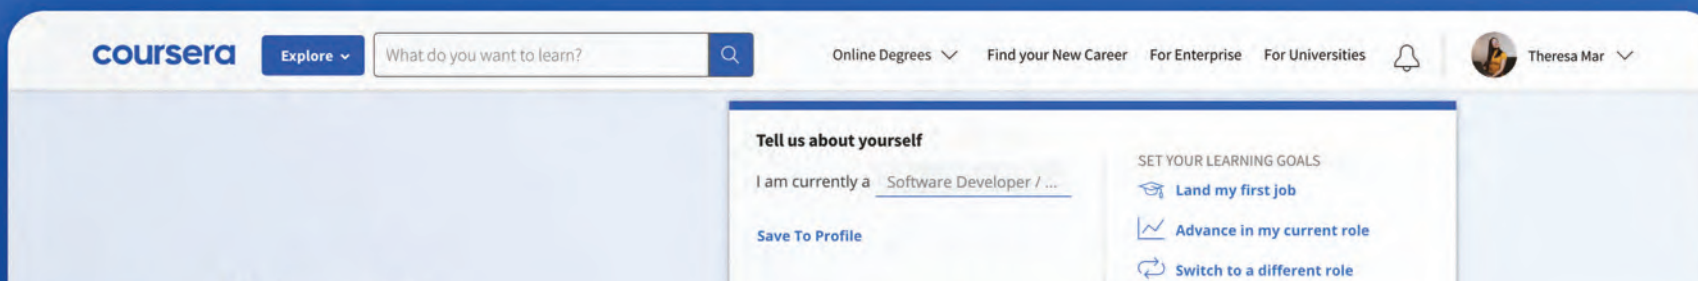 coursera Explore What do you want to learn? Online Degrees Find your New Career For Enterprise For Universities Theresa Mar
Tell us about yourself
I am currently a Software Developer / ...
Save To Profile
SET YOUR LEARNING GOALS
Land my first job
Advance in my current role
Switch to a different role